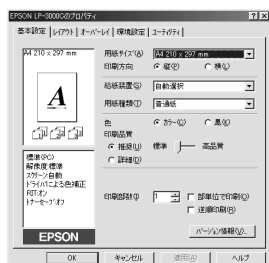 EPSON LP-3000Cのプロパティ
基本設定 レイアウト オーバーレイ 環境設定 ユーティリティ
A4 210 x 297 mm
用紙サイズ(A) A4 210 x 297 mm
印刷方向 縦(P) 横(L)
A
1 2 3
給紙装置(S) 自動選択
用紙種類(T) 普通紙
色 カラー(C) 黒(K)
印刷品質
推奨(U) 標準 高品質
詳細(D)
標準(PC)
解像度:標準
スクリーン:自動
ドライバによる色補正
RIT:オン
トナーセーブ:オフ
印刷部数(I) 1 部単位で印刷(O)
逆順印刷(R)
EPSON
バージョン情報(V)...
OK キャンセル 適用(A) ヘルプ